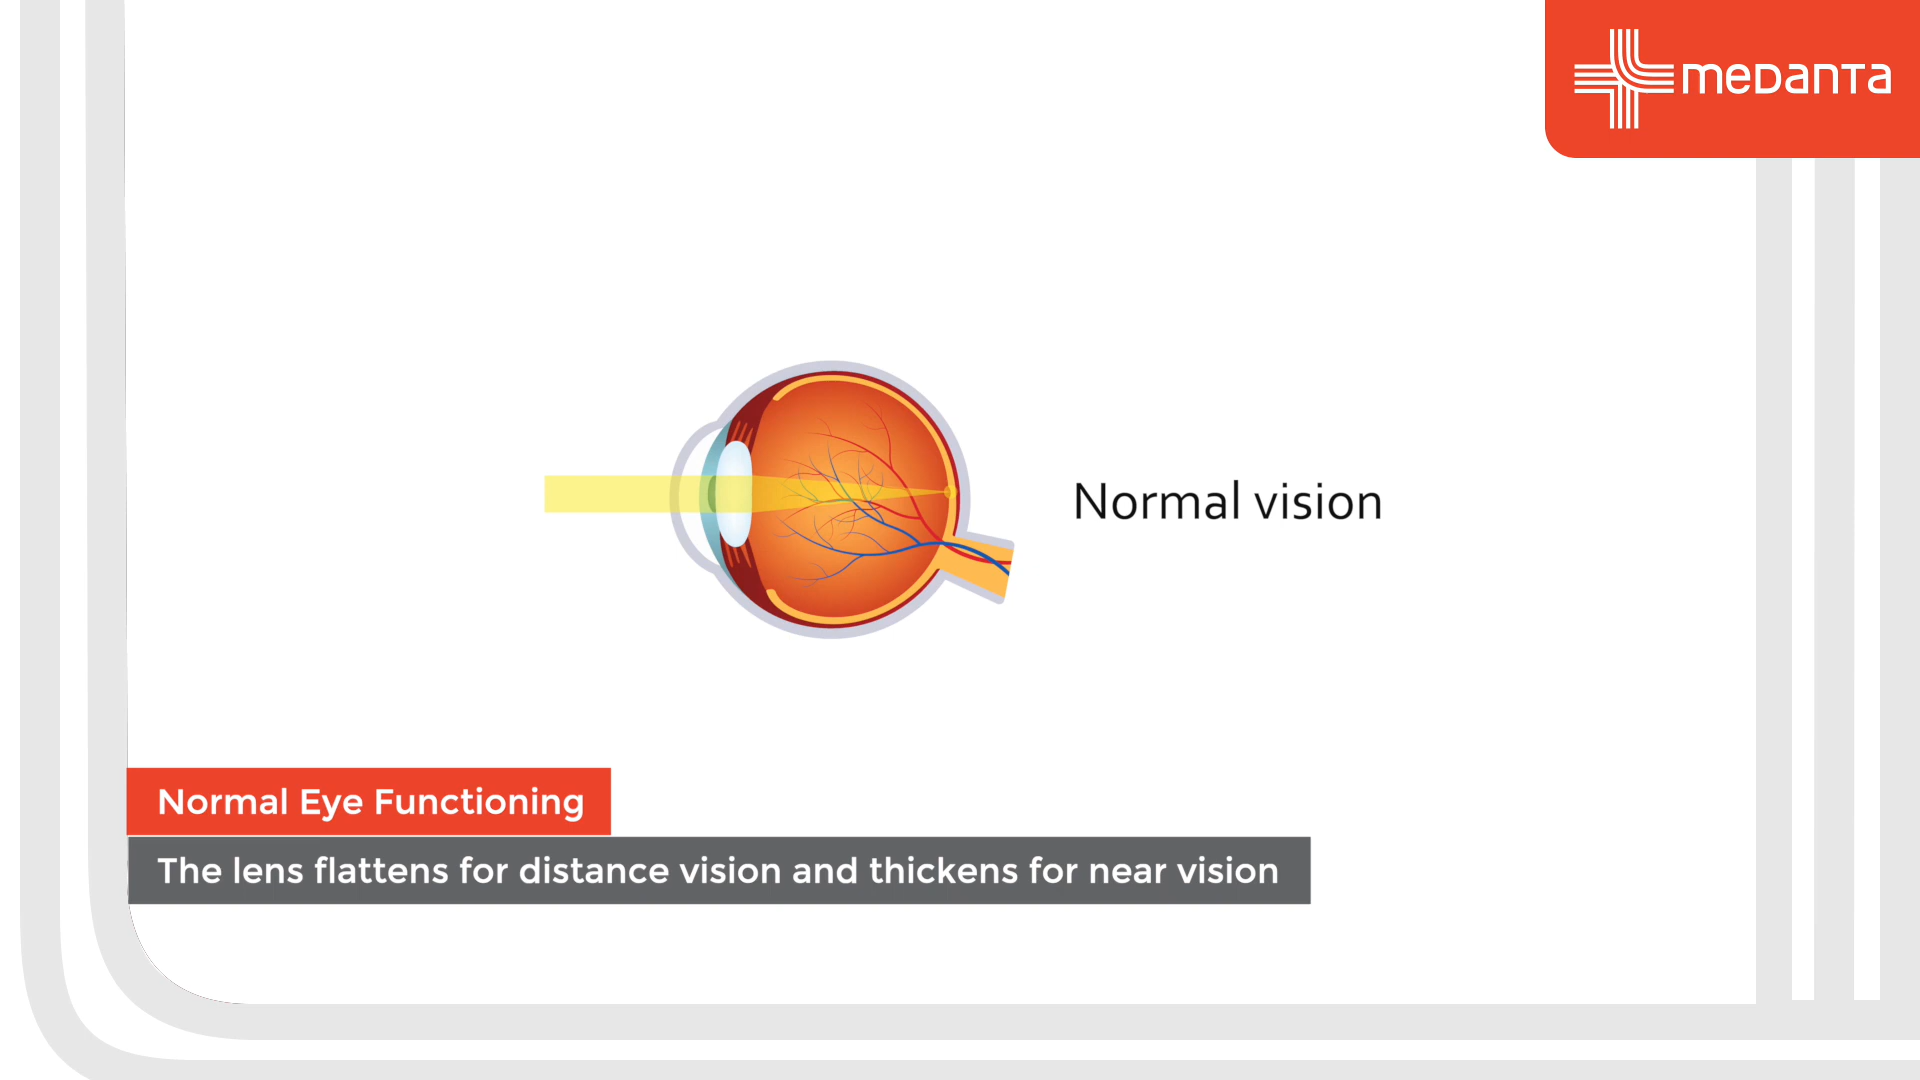 meDanta
Normal vision
Normal Eye Functioning
The lens flattens for distance vision and thickens for near vision